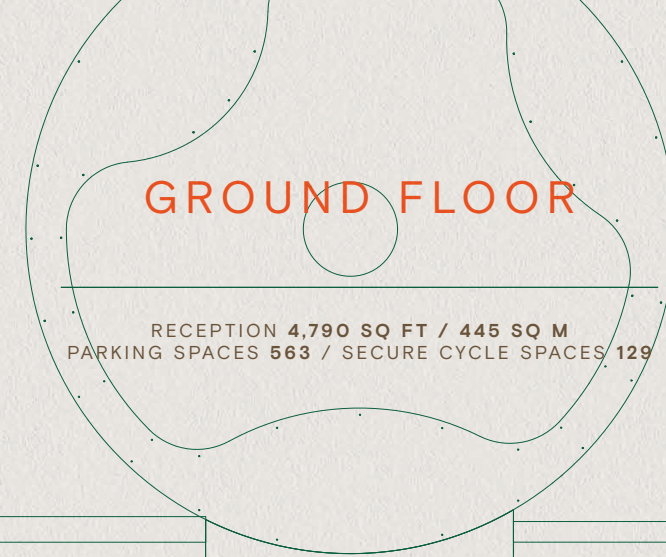 GROUND FLOOR
RECEPTION 4,790 SQ FT / 445 SQ M
PARKING SPACES 563 / SECURE CYCLE SPACES 129